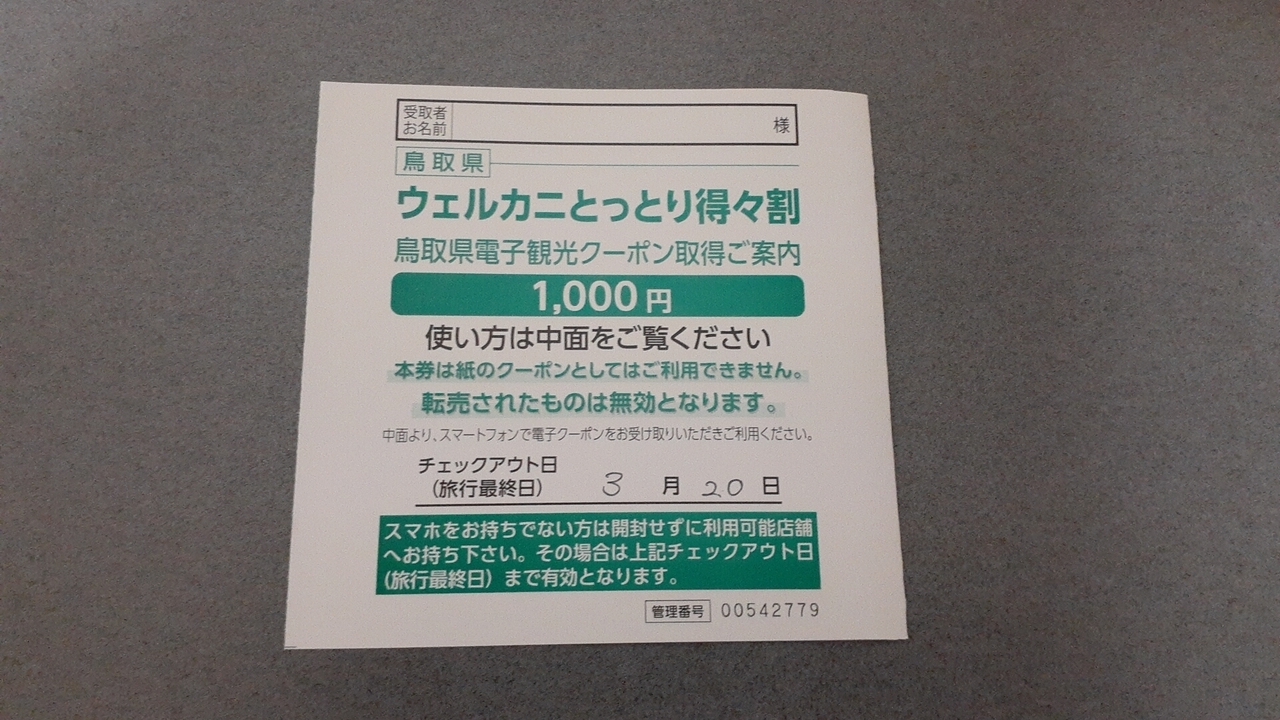 受取者
お名前
様
鳥取県
ウェルカニとっとり得々割
鳥取県電子観光クーポン取得ご案内
1,000円
使い方は中面をご覧ください
本券は紙のクーポンとしてはご利用できません。
転売されたものは無効となります。
中面より、スマートフォンで電子クーポンをお受け取りいただきご利用ください。
チェックアウト日
(旅行最終日) 3 月 20 日
スマホをお持ちでない方は開封せずに利用可能店舗
へお持ち下さい。その場合は上記チェックアウト日
(旅行最終日) まで有効となります。
管理番号 00542779